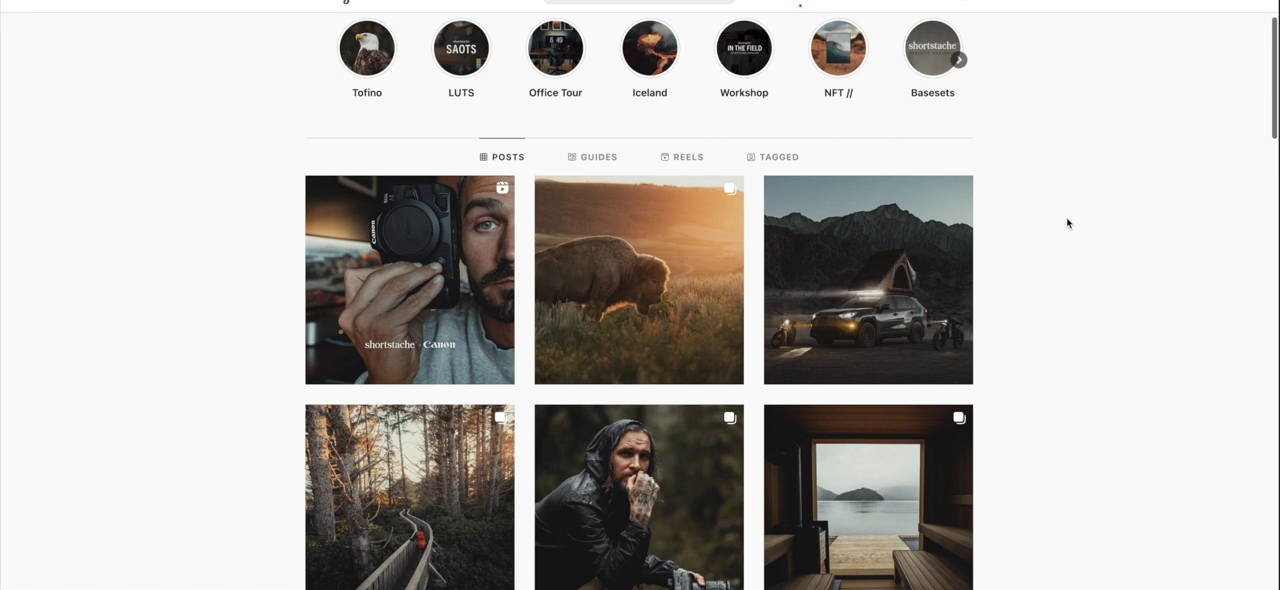 SAOTS
IN THE FIELD
shortstache
Tofino
LUTS
Office Tour
Iceland
Workshop
NFT //
Basesets
POSTS
GUIDES
REELS
TAGGED
Canon
shortstache Canon